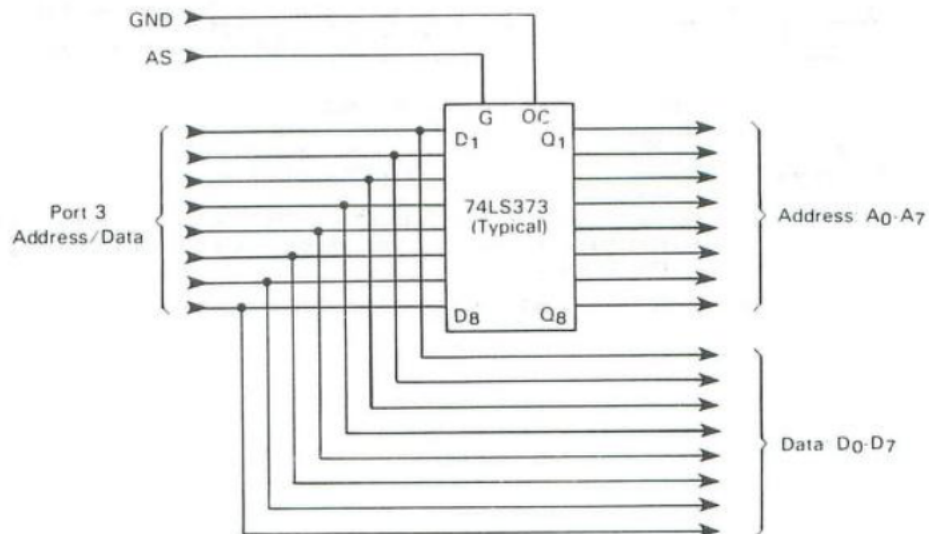 GND
AS
G OC
D1 Q1
Port 3
Address/Data
74LS373
(Typical)
Address: A0-A7
D8 Q8
Data: D0-D7